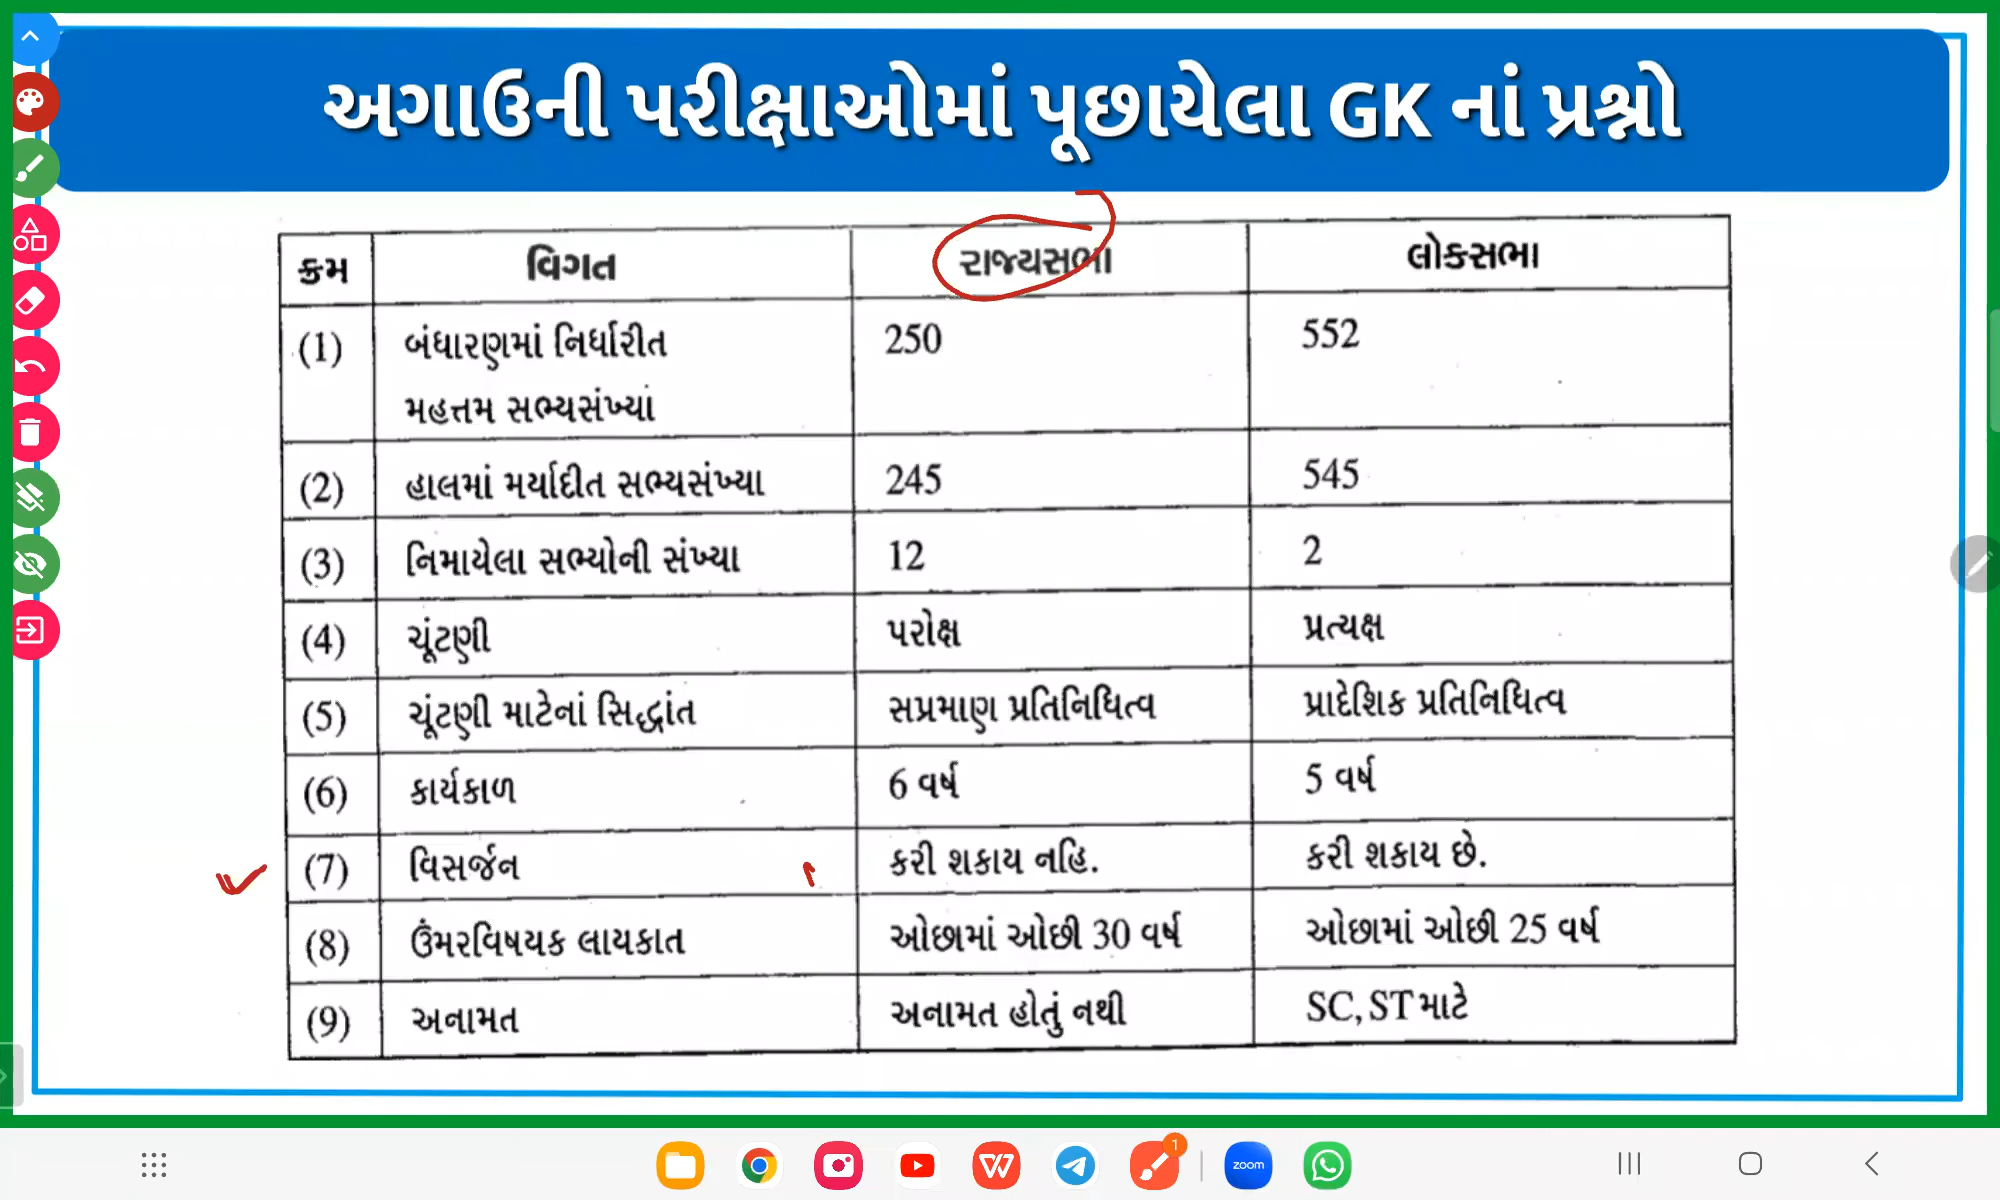 અગાઉની પરીક્ષાઓમાં પૂછાયેલા GK નાં પ્રશ્નો
ક્રમ વિગત રાજ્યસભા લોકસભા
(1) બંધારણમાં નિર્ધારીત 250 552
મહત્તમ સભ્યસંખ્યાં
(2) હાલમાં મર્યાદીત સભ્યસંખ્યા 245 545
(3) નિમાયેલા સભ્યોની સંખ્યા 12 2
(4) ચૂંટણી પરોક્ષ પ્રત્યક્ષ
(5) ચૂંટણી માટેનાં સિદ્ધાંત સપ્રમાણ પ્રતિનિધિત્વ પ્રાદેશિક પ્રતિનિધિત્વ
(6) કાર્યકાળ 6 વર્ષ 5 વર્ષ
(7) વિસર્જન કરી શકાય નહિ. કરી શકાય છે.
(8) ઉંમરવિષયક લાયકાત ઓછામાં ઓછી 30 વર્ષ ઓછામાં ઓછી 25 વર્ષ
(9) અનામત અનામત હોતું નથી SC, ST માટે
1
zoom